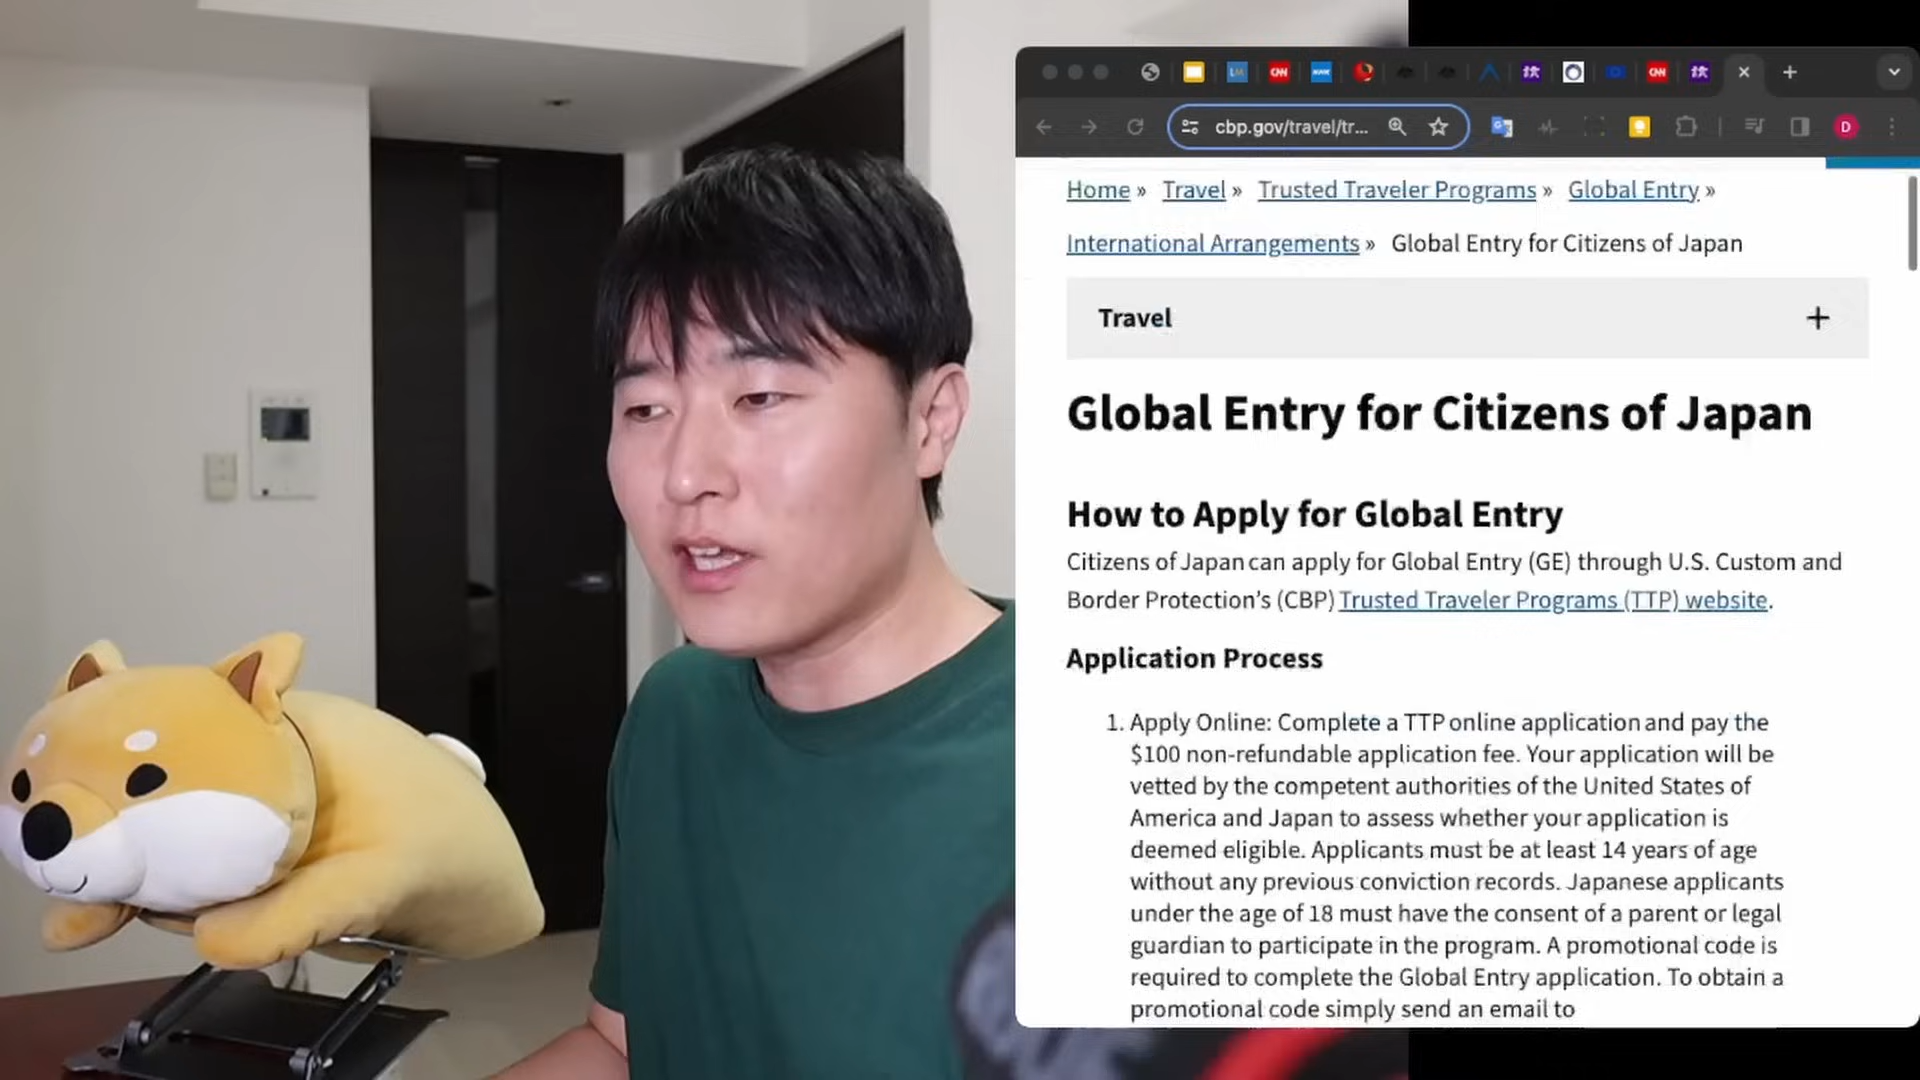 CNN
CNN
cbp.gov/travel/tr...
D
Home » Travel » Trusted Traveler Programs » Global Entry »
International Arrangements » Global Entry for Citizens of Japan
Travel +
Global Entry for Citizens of Japan
How to Apply for Global Entry
Citizens of Japan can apply for Global Entry (GE) through U.S. Custom and
Border Protection’s (CBP) Trusted Traveler Programs (TTP) website.
Application Process
1. Apply Online: Complete a TTP online application and pay the
$100 non-refundable application fee. Your application will be
vetted by the competent authorities of the United States of
America and Japan to assess whether your application is
deemed eligible. Applicants must be at least 14 years of age
without any previous conviction records. Japanese applicants
under the age of 18 must have the consent of a parent or legal
guardian to participate in the program. A promotional code is
required to complete the Global Entry application. To obtain a
promotional code simply send an email to